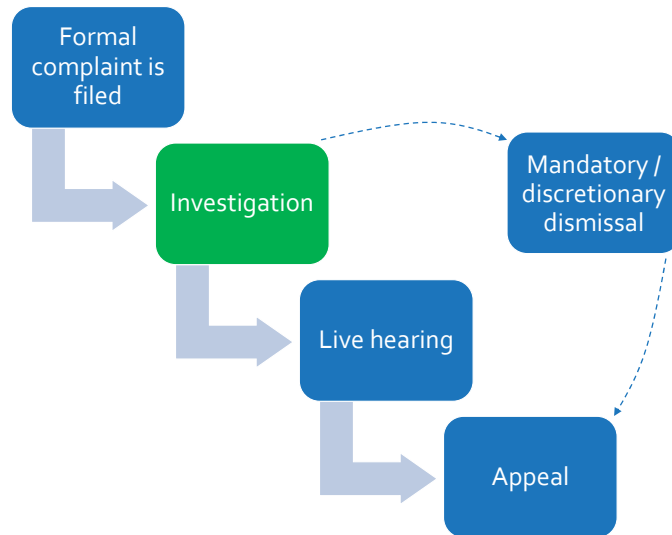 Formal
complaint is
filed
Investigation
Mandatory /
discretionary
dismissal
Live hearing
Appeal